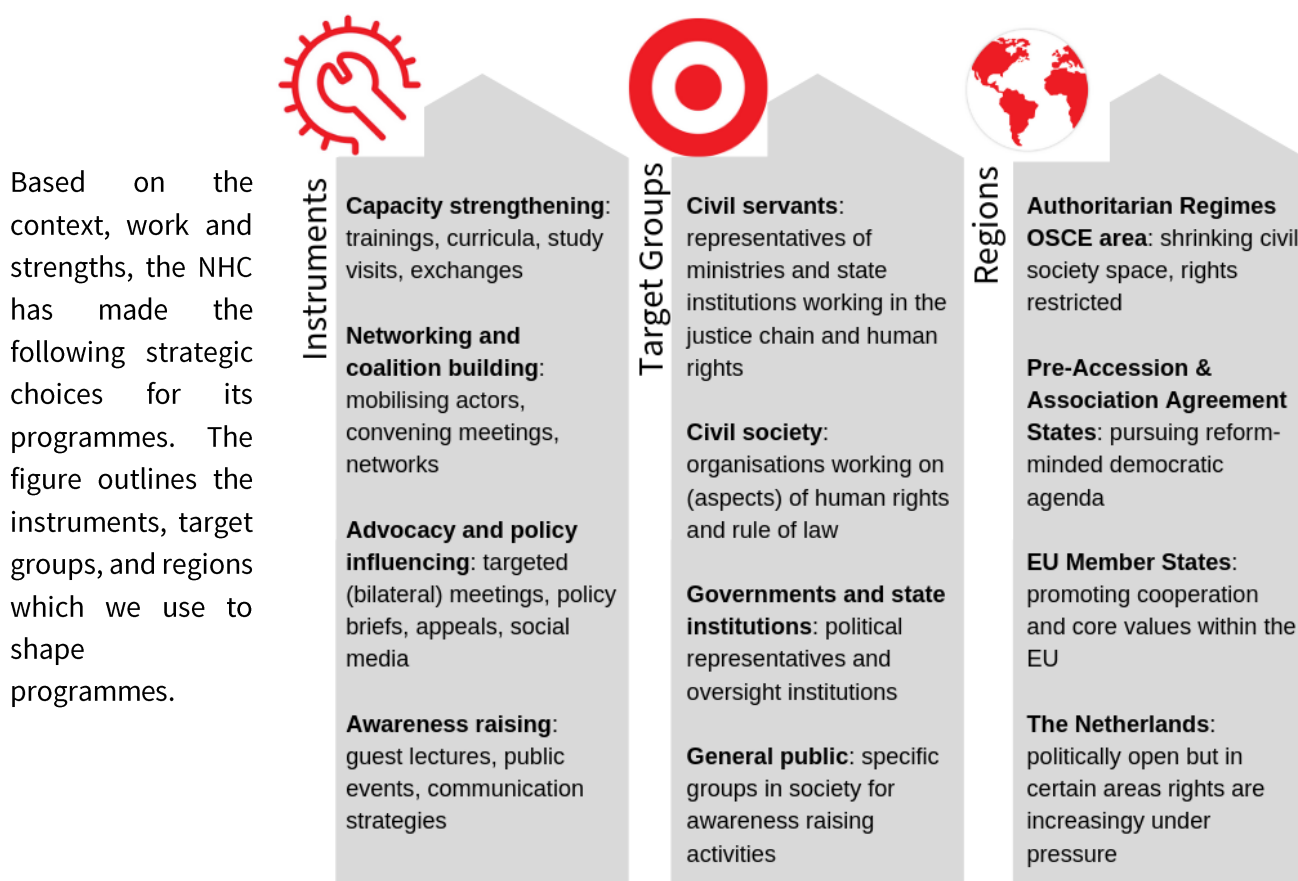 Based on the
context, work and
strengths, the NHC
has made the
following strategic
choices for its
programmes. The
figure outlines the
instruments, target
groups, and regions
which we use to
shape
programmes.
Instruments
Capacity strengthening:
trainings, curricula, study
visits, exchanges
Networking and
coalition building:
mobilising actors,
convening meetings,
networks
Advocacy and policy
influencing: targeted
(bilateral) meetings, policy
briefs, appeals, social
media
Awareness raising:
guest lectures, public
events, communication
strategies
Target Groups
Civil servants:
representatives of
ministries and state
institutions working in the
justice chain and human
rights
Civil society:
organisations working on
(aspects) of human rights
and rule of law
Governments and state
institutions: political
representatives and
oversight institutions
General public: specific
groups in society for
awareness raising
activities
Regions
Authoritarian Regimes
OSCE area: shrinking civil
society space, rights
restricted
Pre-Accession &
Association Agreement
States: pursuing reform-
minded democratic
agenda
EU Member States:
promoting cooperation
and core values within the
EU
The Netherlands:
politically open but in
certain areas rights are
increasingy under
pressure